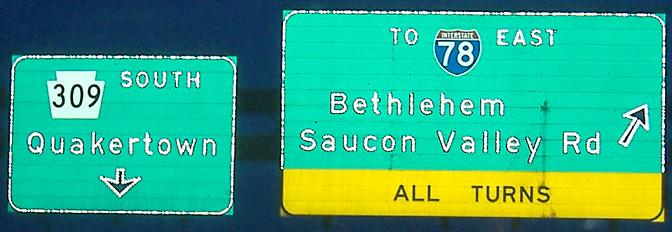 SOUTH
309
Quakertown
TO INTERSTATE 78 EAST
Bethlehem
Saucon Valley Rd
ALL TURNS